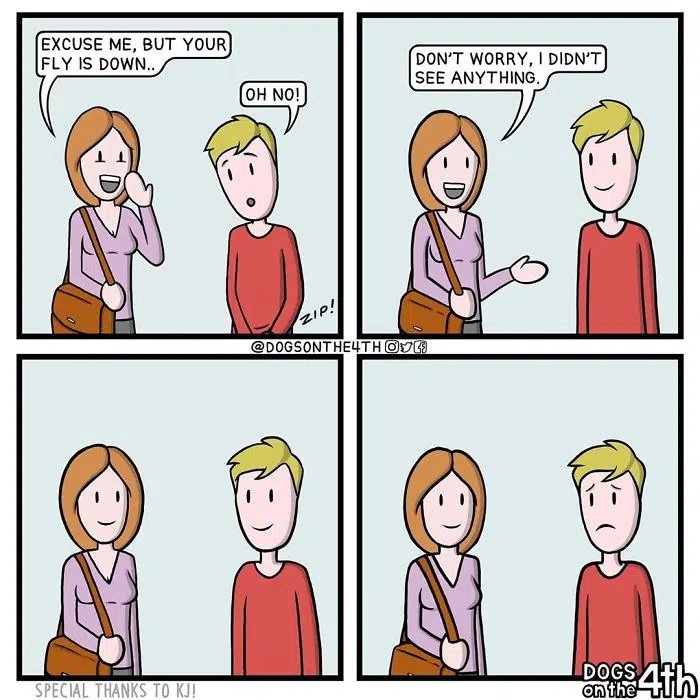 EXCUSE ME, BUT YOUR
FLY IS DOWN..
OH NO!
ZIP!
DON'T WORRY, I DIDN'T
SEE ANYTHING.
@DOGSONTHE4TH
SPECIAL THANKS TO KJ!
DOGS
on the
4th